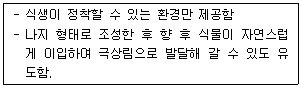 - 식생이 정착할 수 있는 환경만 제공함
- 나지 형태로 조성한 후 향 후 식물이 자연스럽
게 이입하여 극상림으로 발달해 갈 수 있도 유
도함.